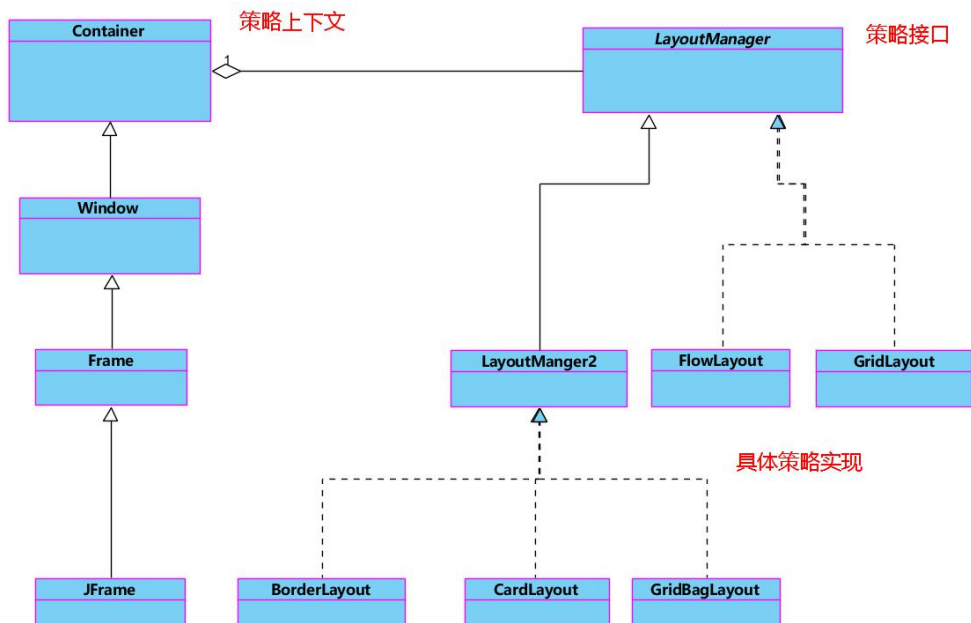 Container
策略上下文
1
LayoutManager
策略接口
Window
Frame
LayoutManger2
FlowLayout
GridLayout
具体策略实现
JFrame
BorderLayout
CardLayout
GridBagLayout